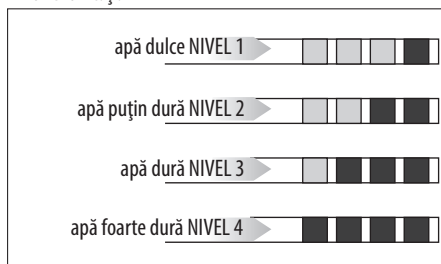 apă dulce NIVEL 1
apă puţin dură NIVEL 2
apă dură NIVEL 3
apă foarte dură NIVEL 4